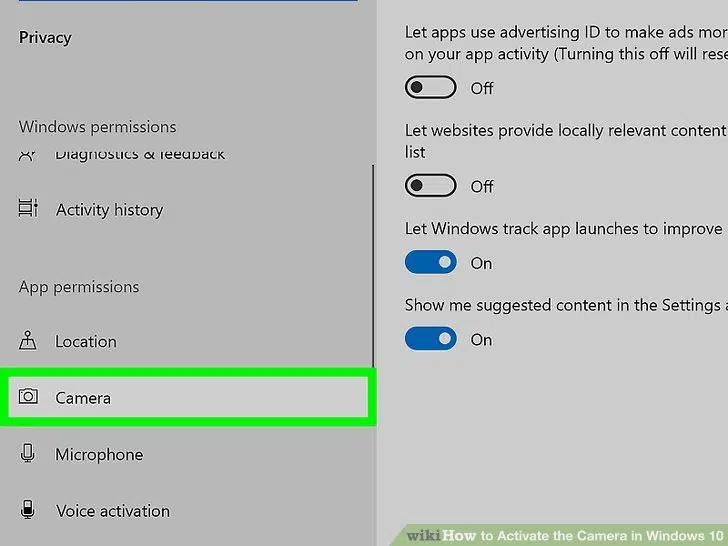 Privacy
Windows permissions
Diagnostics & feedback
Activity history
App permissions
Location
Camera
Microphone
Voice activation
Let apps use advertising ID to make ads mor
on your app activity (Turning this off will rese
Off
Let websites provide locally relevant content
list
Off
Let Windows track app launches to improve
On
Show me suggested content in the Settings a
On
wikiHow to Activate the Camera in Windows 10